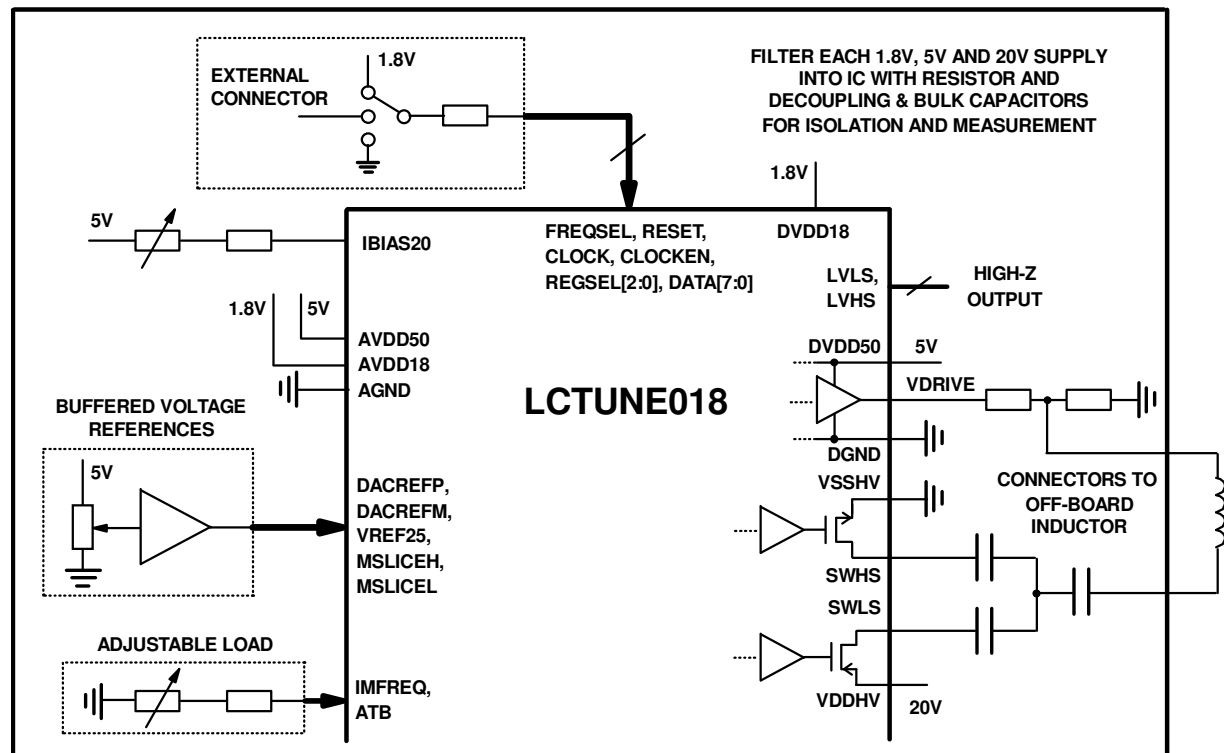 1.8V
EXTERNAL
CONNECTOR
FILTER EACH 1.8V, 5V AND 20V SUPPLY
INTO IC WITH RESISTOR AND
DECOUPLING & BULK CAPACITORS
FOR ISOLATION AND MEASUREMENT
1.8V
5V
IBIAS20
FREQSEL, RESET,
CLOCK, CLOCKEN,
REGSEL[2:0], DATA[7:0]
DVDD18
LVLS,
LVHS
HIGH-Z
OUTPUT
1.8V
5V
AVDD50
AVDD18
AGND
LCTUNE018
DVDD50
5V
VDRIVE
DGND
BUFFERED VOLTAGE
REFERENCES
5V
DACREFP,
DACREFM,
VREF25,
MSLICEH,
MSLICEL
VSSHV
CONNECTORS TO
OFF-BOARD
INDUCTOR
SWHS
SWLS
VDDHV
20V
ADJUSTABLE LOAD
IMFREQ,
ATB